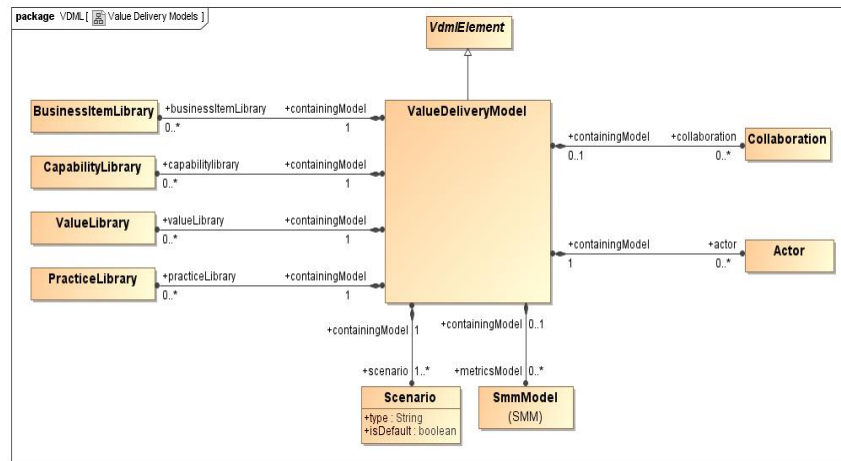 package VDML [ Value Delivery Models ]
VdmlElement
ValueDeliveryModel
BusinessItemLibrary
+businessItemLibrary
+containingModel
0..*
1
CapabilityLibrary
+capabilitylibrary
+containingModel
0..*
1
ValueLibrary
+valueLibrary
+containingModel
0..*
1
PracticeLibrary
+practiceLibrary
+containingModel
0..*
1
+containingModel
+collaboration
Collaboration
0..1
0..*
+containingModel
+actor
Actor
1
0..*
+containingModel 1
+containingModel 0..1
+scenario 1..*
+metricsModel 0..*
Scenario
+type : String
+isDefault : boolean
SmmModel
(SMM)